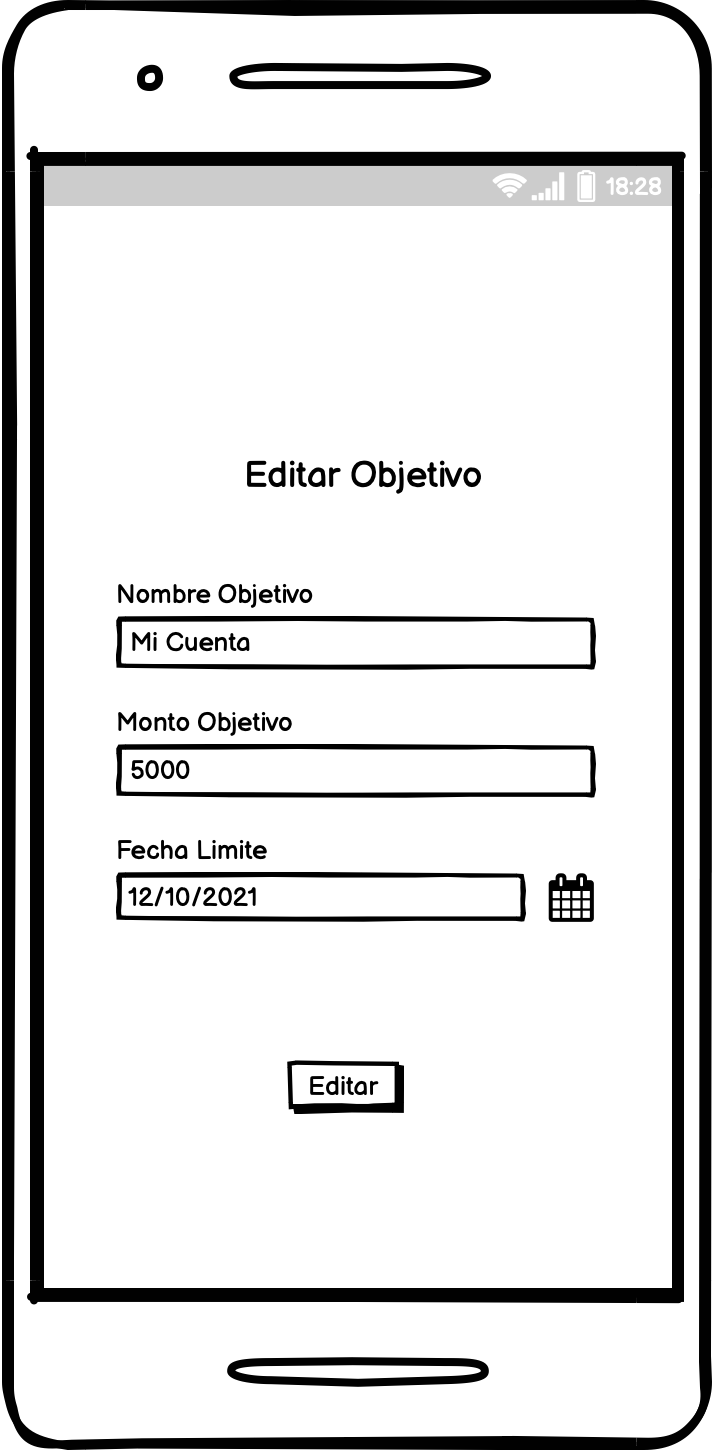 18:28
Editar Objetivo
Nombre Objetivo
Mi Cuenta
Monto Objetivo
5000
Fecha Limite
12/10/2021
Editar